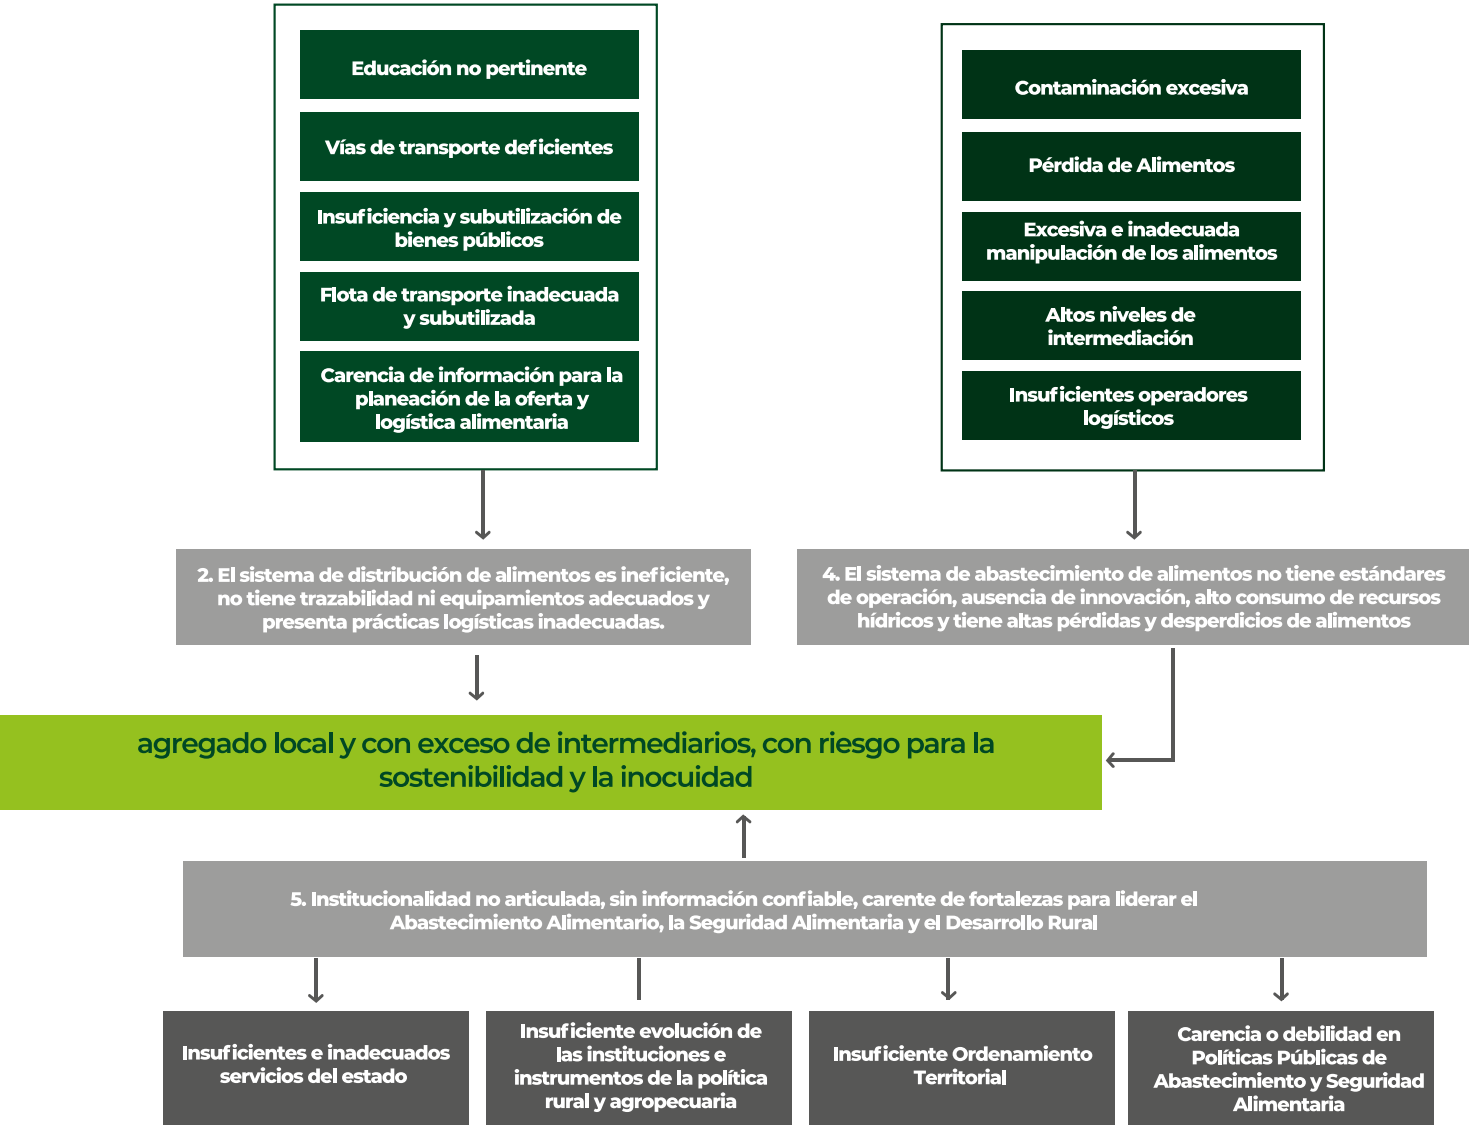 Educación no pertinente
Vías de transporte deficientes
Insuficiencia y subutilización de
bienes públicos
Flota de transporte inadecuada
y subutilizada
Carencia de información para la
planeación de la oferta y
logística alimentaria
Contaminación excesiva
Pérdida de Alimentos
Excesiva e inadecuada
manipulación de los alimentos
Altos niveles de
intermediación
Insuficientes operadores
logísticos
2. El sistema de distribución de alimentos es ineficiente,
no tiene trazabilidad ni equipamientos adecuados y
presenta prácticas logísticas inadecuadas.
4. El sistema de abastecimiento de alimentos no tiene estándares
de operación, ausencia de innovación, alto consumo de recursos
hídricos y tiene altas pérdidas y desperdicios de alimentos
agregado local y con exceso de intermediarios, con riesgo para la
sostenibilidad y la inocuidad
5. Institucionalidad no articulada, sin información confiable, carente de fortalezas para liderar el
Abastecimiento Alimentario, la Seguridad Alimentaria y el Desarrollo Rural
Insuficientes e inadecuados
servicios del estado
Insuficiente evolución de
las instituciones e
instrumentos de la política
rural y agropecuaria
Insuficiente Ordenamiento
Territorial
Carencia o debilidad en
Políticas Públicas de
Abastecimiento y Seguridad
Alimentaria